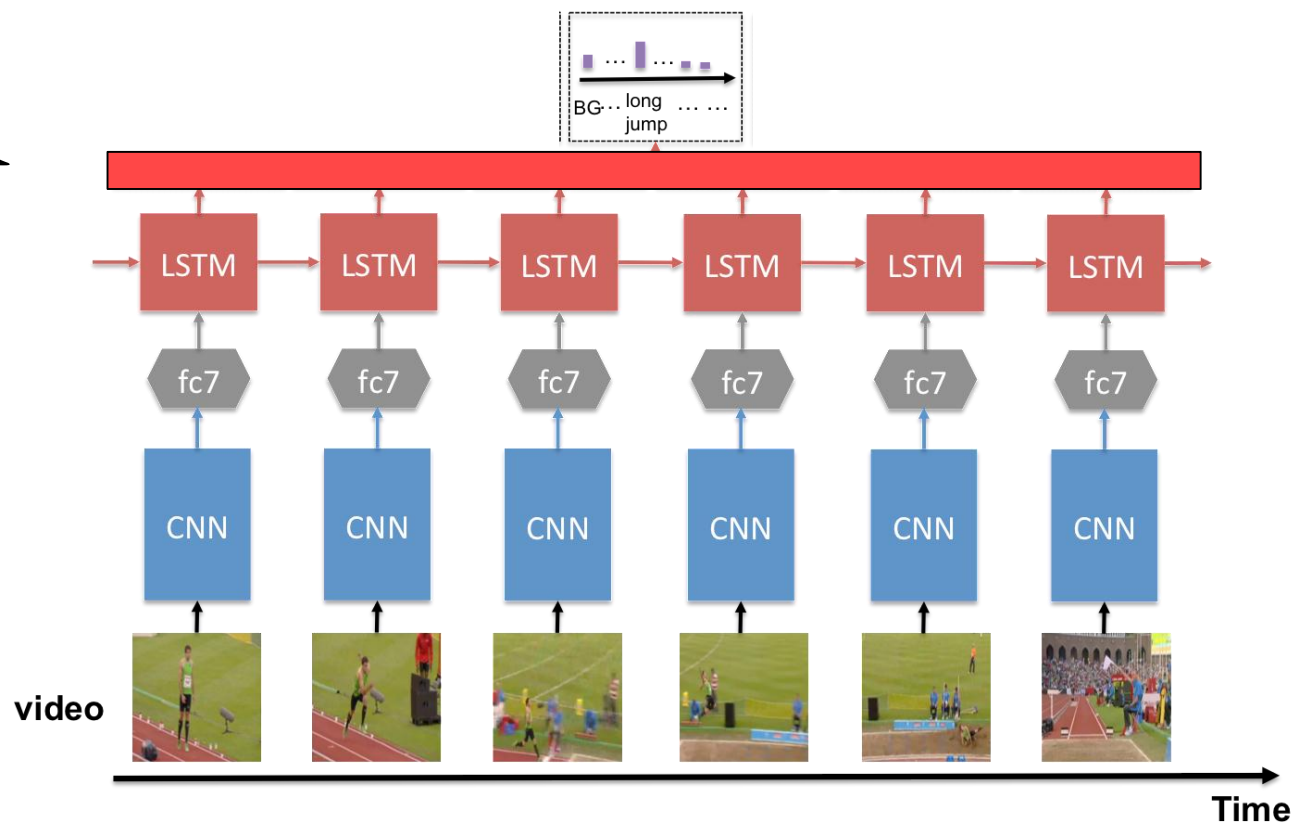 ... ...
BG... long ... ...
jump
LSTM LSTM LSTM LSTM LSTM LSTM
fc7 fc7 fc7 fc7 fc7 fc7
CNN CNN CNN CNN CNN CNN
video
Time